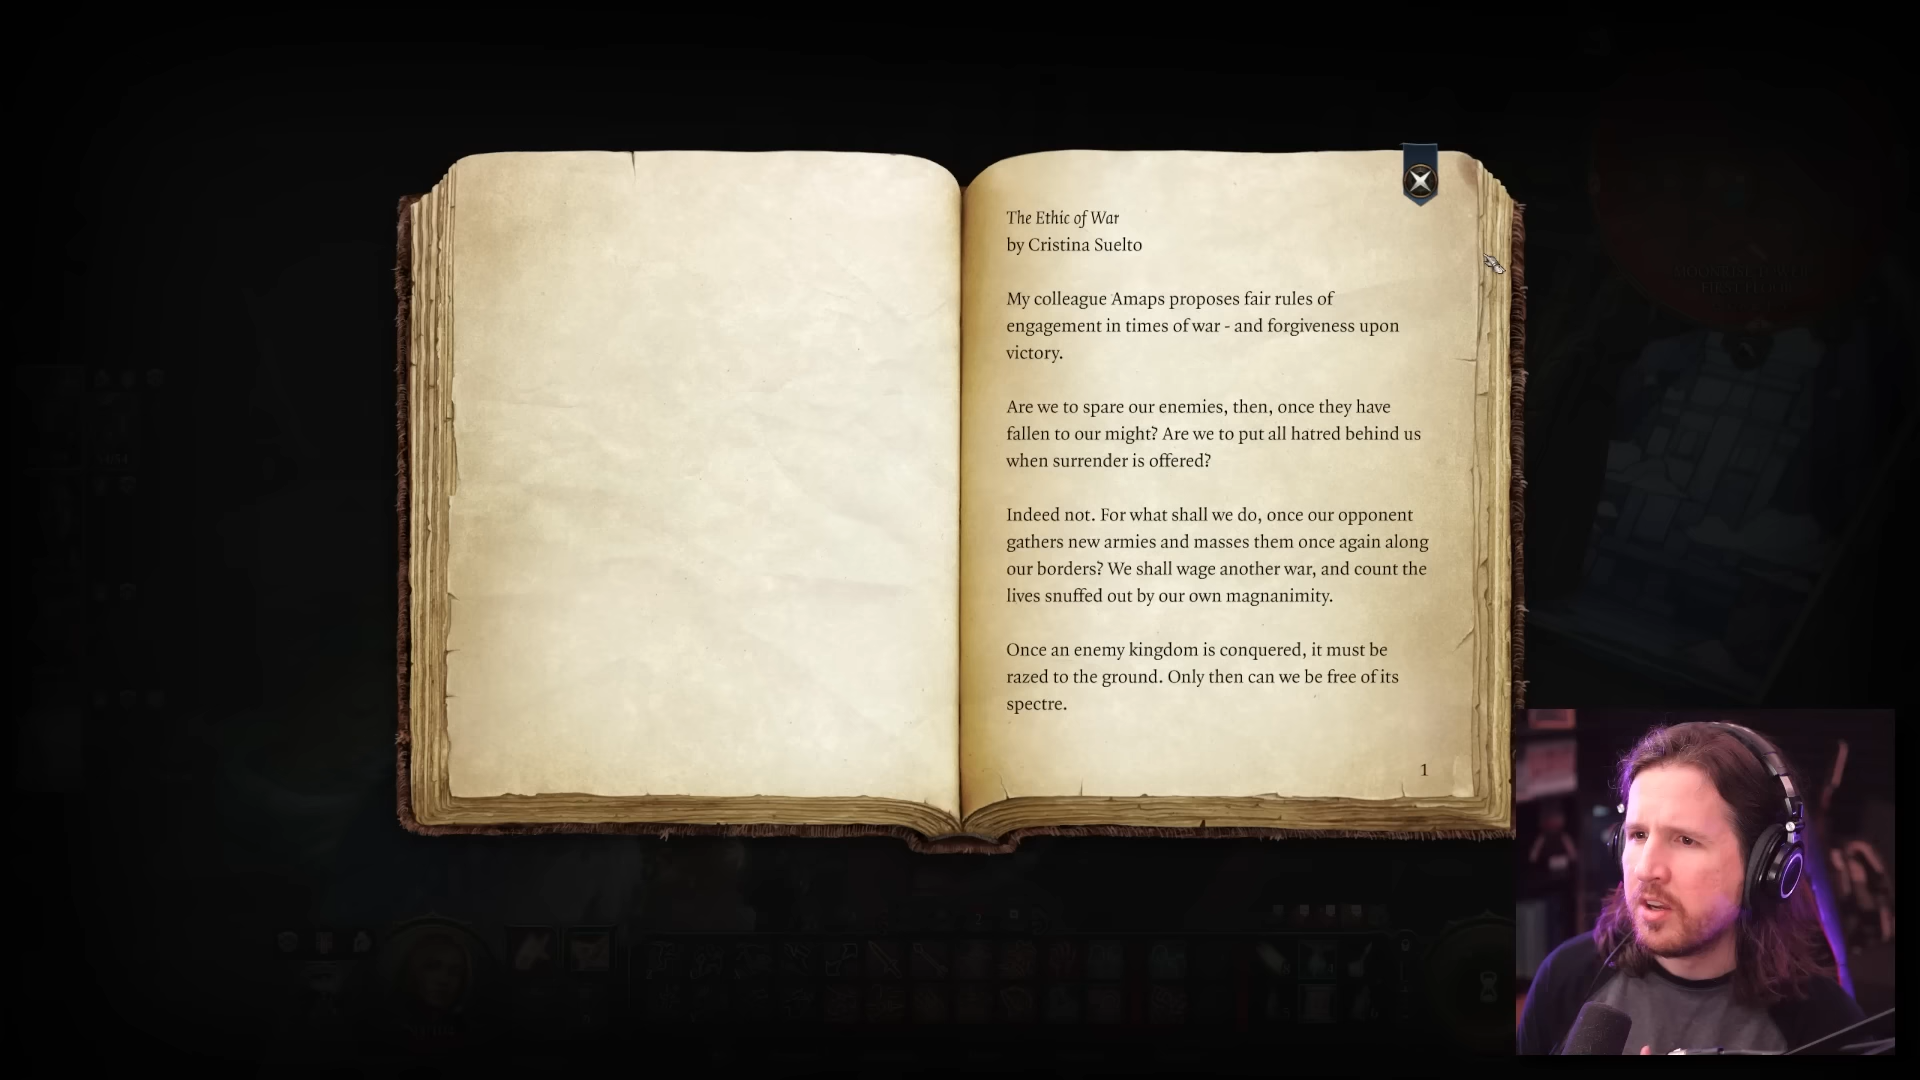 The Ethic of War
by Cristina Suelto
My colleague Amaps proposes fair rules of
engagement in times of war - and forgiveness upon
victory.
Are we to spare our enemies, then, once they have
fallen to our might? Are we to put all hatred behind us
when surrender is offered?
Indeed not. For what shall we do, once our opponent
gathers new armies and masses them once again along
our borders? We shall wage another war, and count the
lives snuffed out by our own magnanimity.
Once an enemy kingdom is conquered, it must be
razed to the ground. Only then can we be free of its
spectre.
1